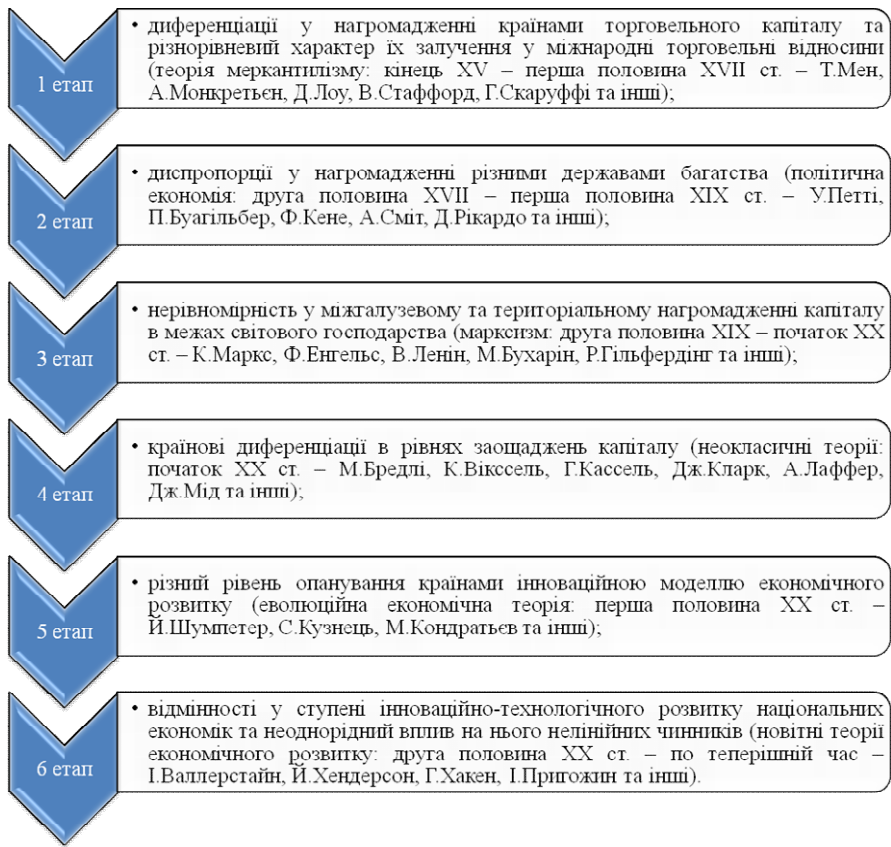 1 етап
• диференціації у нагромадженні країнами торговельного капіталу та
різнорівневий характер їх залучення у міжнародні торговельні відносини
(теорія меркантилізму: кінець XV – перша половина XVII ст. – Т.Мен,
А.Монкретьєн, Д.Лоу, В.Стаффорд, Г.Скаруффі та інші);
2 етап
• диспропорції у нагромадженні різними державами багатства (політична
економія: друга половина XVII – перша половина XIX ст. – У.Петті,
П.Буагільбер, Ф.Кене, А.Сміт, Д.Рікардо та інші);
3 етап
• нерівномірність у міжгалузевому та територіальному нагромадженні капіталу
в межах світового господарства (марксизм: друга половина XIX – початок XX
ст. – К.Маркс, Ф.Енгельс, В.Ленін, М.Бухарін, Р.Гільфердінг та інші);
4 етап
• країнові диференціації в рівнях заощаджень капіталу (неокласичні теорії:
початок XX ст. – М.Бредлі, К.Вікссель, Г.Кассель, Дж.Кларк, А.Лаффер,
Дж.Мід та інші);
5 етап
• різний рівень опанування країнами інноваційною моделлю економічного
розвитку (еволюційна економічна теорія: перша половина XX ст. –
Й.Шумпетер, С.Кузнець, М.Кондратьєв та інші);
6 етап
• відмінності у ступені інноваційно-технологічного розвитку національних
економік та неоднорідний вплив на нього нелінійних чинників (новітні теорії
економічного розвитку: друга половина XX ст. – по теперішній час –
І.Валлерстайн, Й.Хендерсон, Г.Хакен, І.Пригожин та інші).